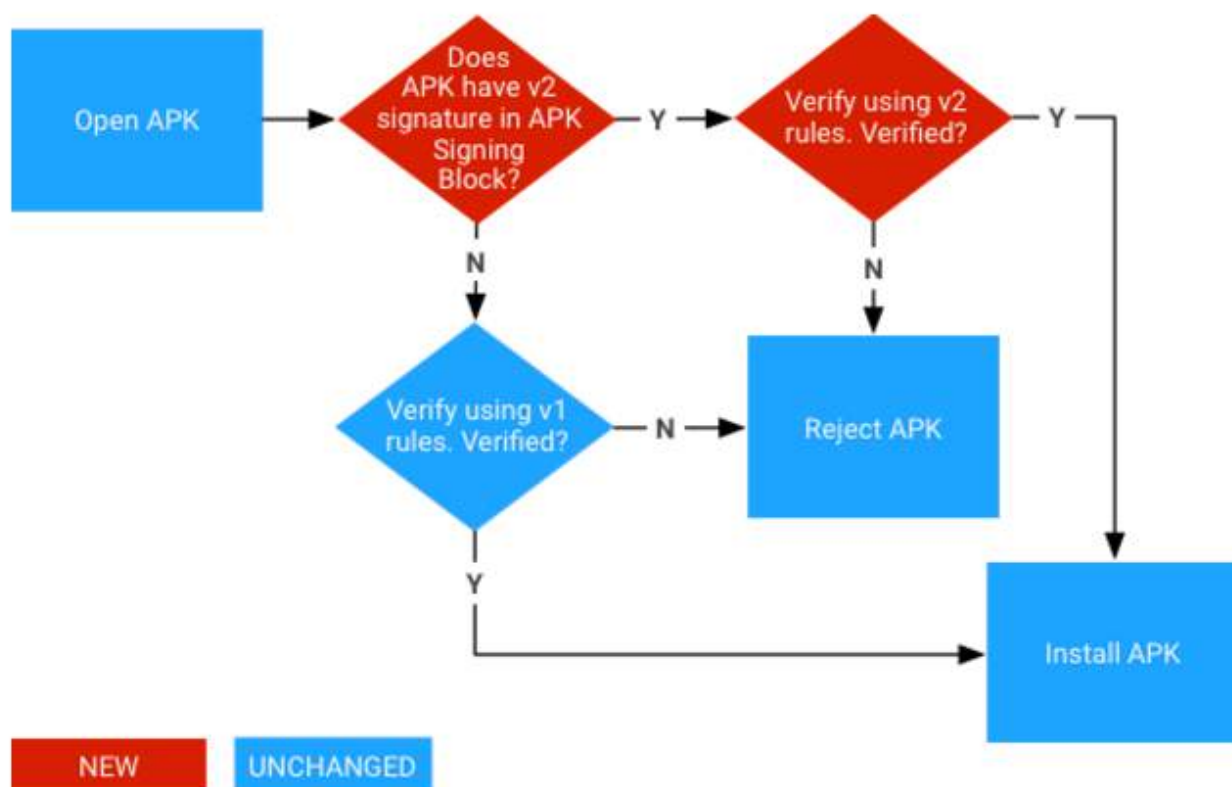 Open APK
Does
APK have v2
signature in APK
Signing
Block?
Y
Verify using v2
rules. Verified?
Y
N
N
Verify using v1
rules. Verified?
N
Reject APK
Y
Install APK
NEW
UNCHANGED